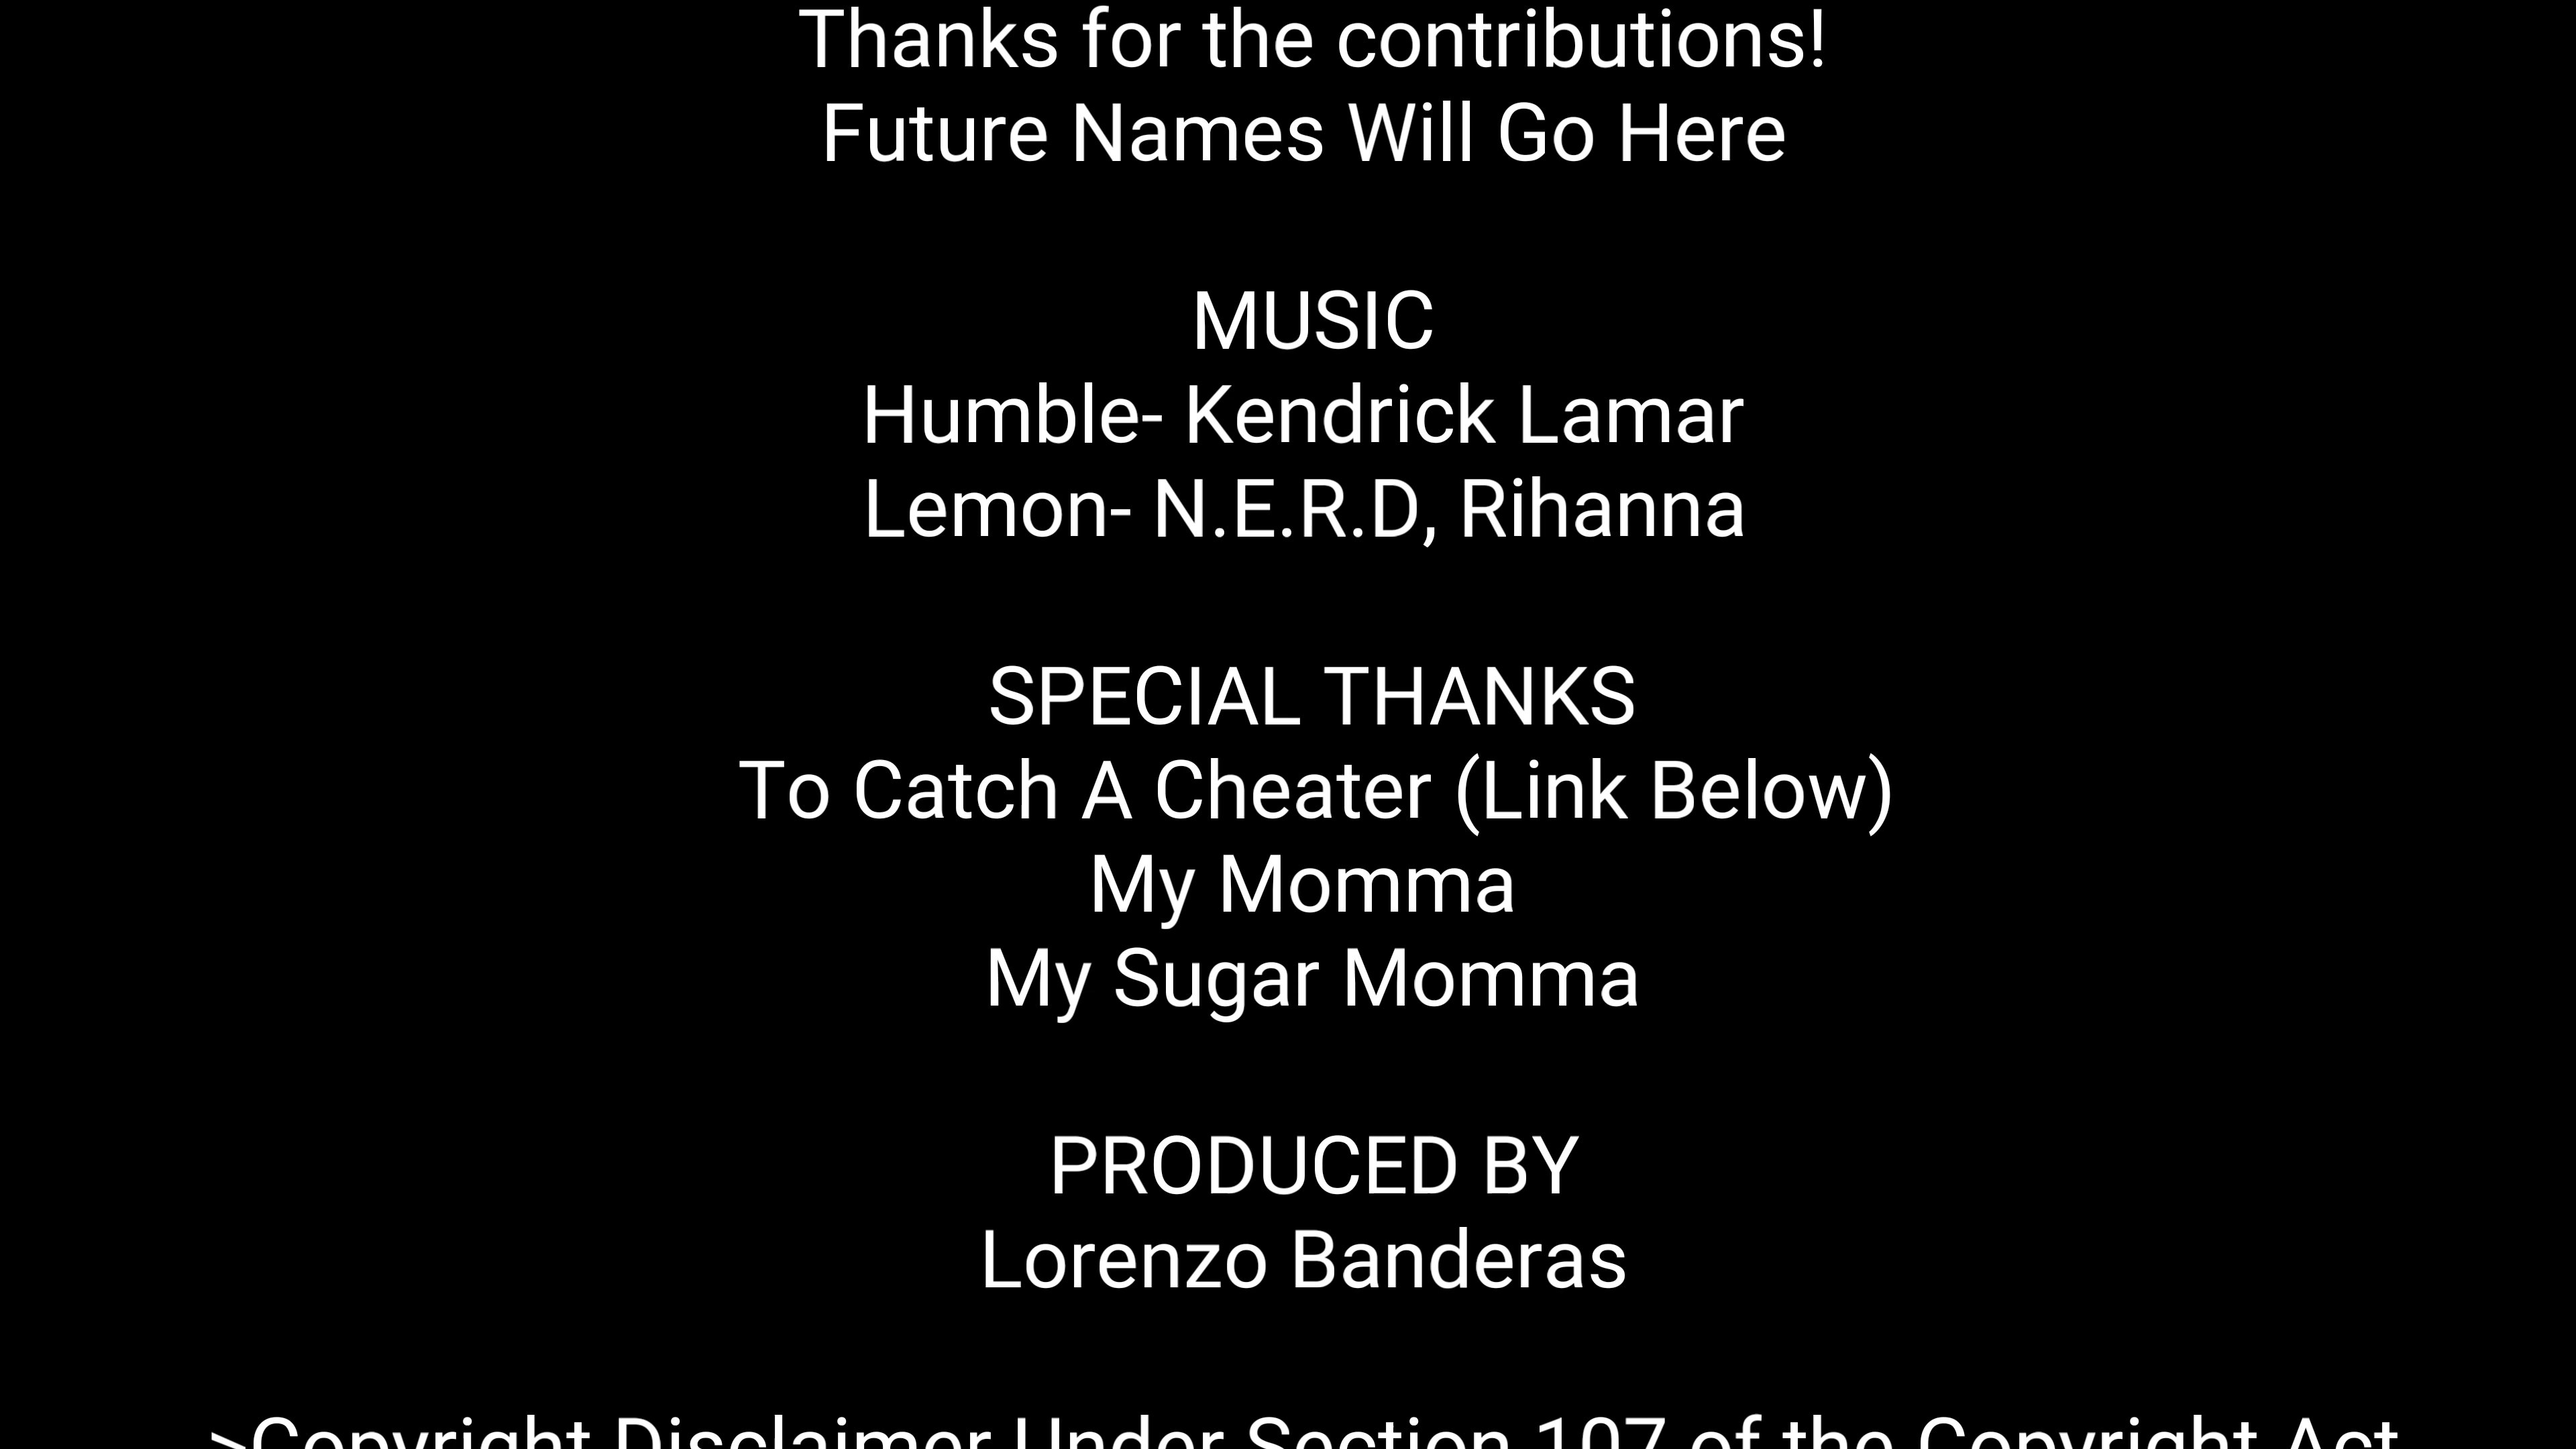 Thanks for the contributions!
Future Names Will Go Here
MUSIC
Humble- Kendrick Lamar
Lemon- N.E.R.D, Rihanna
SPECIAL THANKS
To Catch A Cheater (Link Below)
My Momma
My Sugar Momma
PRODUCED BY
Lorenzo Banderas
>Copyright Disclaimer Under Section 107 of the Copyright Act